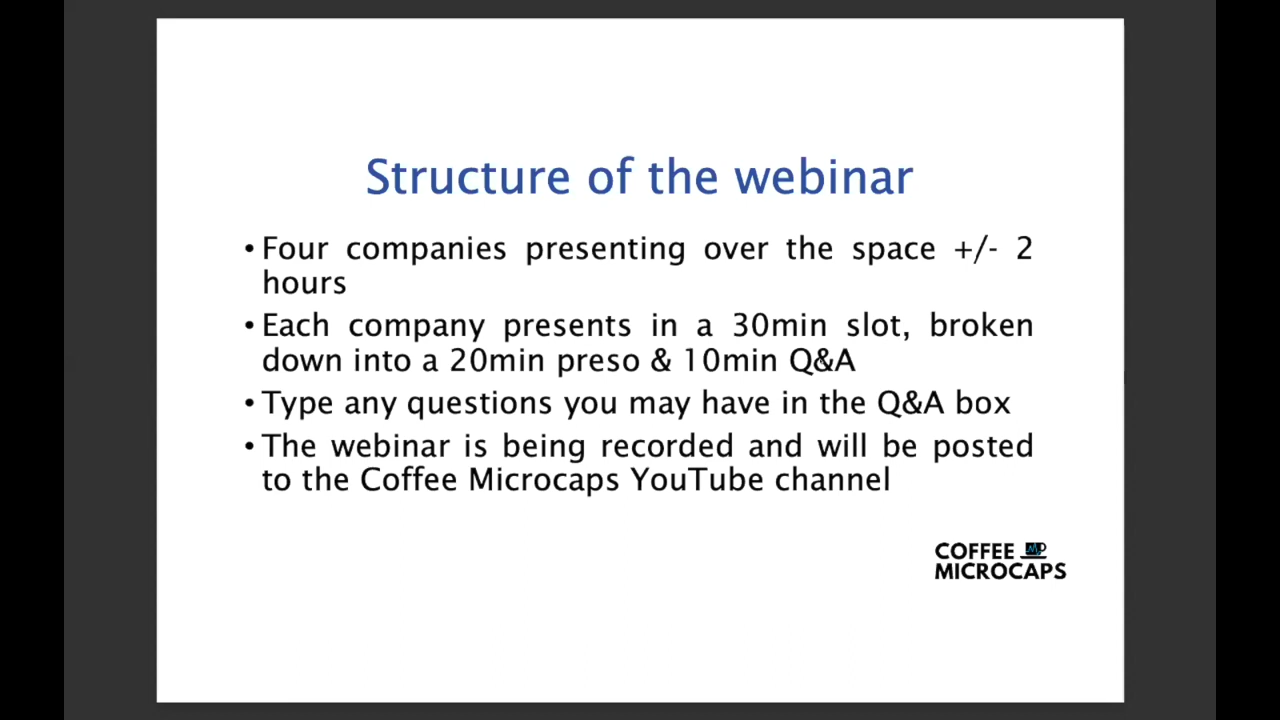 Structure of the webinar
• Four companies presenting over the space +/- 2
hours
• Each company presents in a 30min slot, broken
down into a 20min preso & 10min Q&A
• Type any questions you may have in the Q&A box
• The webinar is being recorded and will be posted
to the Coffee Microcaps YouTube channel
COFFEE
MICROCAPS